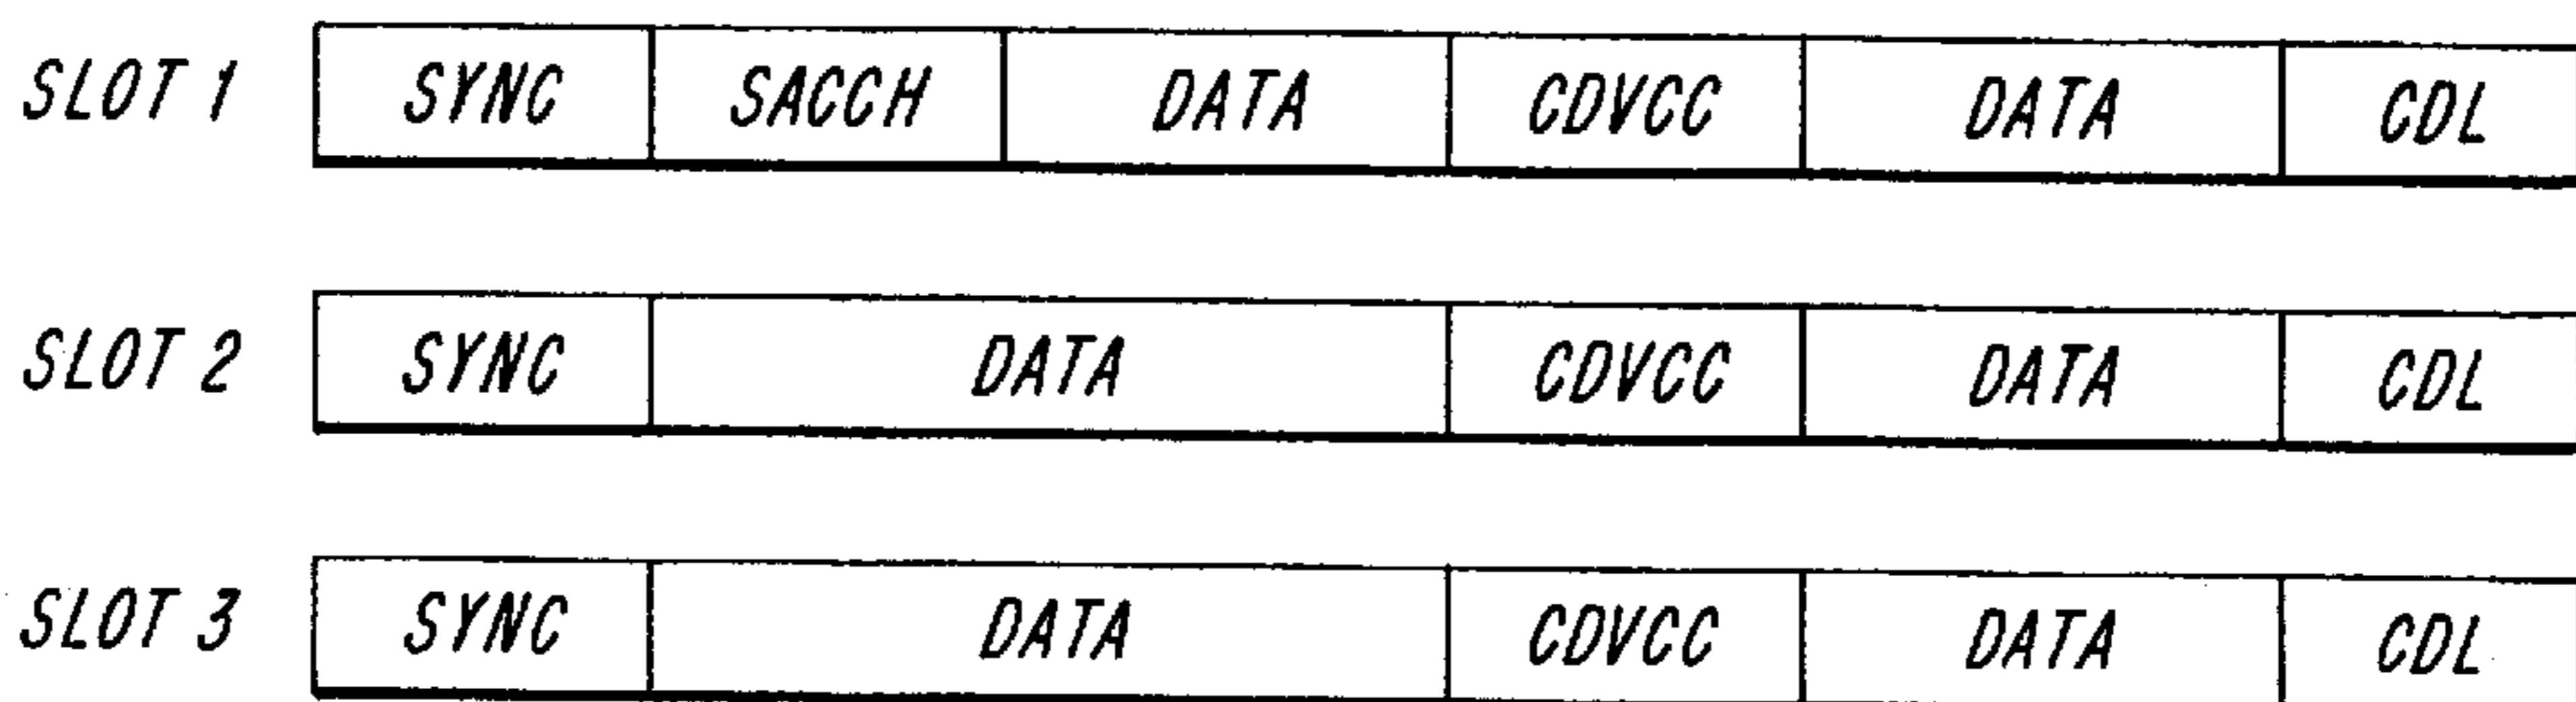 SLOT 1 SYNC SACCH DATA CDVCC DATA CDL
SLOT 2 SYNC DATA CDVCC DATA CDL
SLOT 3 SYNC DATA CDVCC DATA CDL